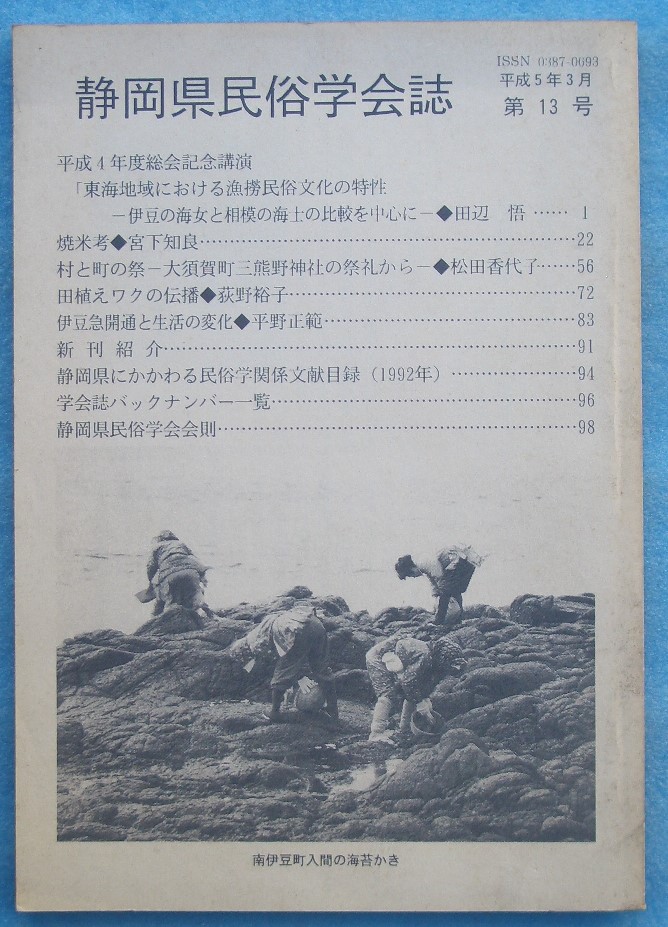 ISSN 0387-0093
平成5年3月
静岡県民俗学会誌
第 13 号
平成4年度総会記念講演
「東海地域における漁撈民俗文化の特性
－伊豆の海女と相模の海士の比較を中心に－◆田辺 悟 …… 1
焼米考◆宮下知良……………………………………………………22
村と町の祭－大須賀町三熊野神社の祭礼から－◆松田香代子……56
田植えワクの伝播◆荻野裕子………………………………………72
伊豆急開通と生活の変化◆平野正範………………………………83
新 刊 紹 介…………………………………………………………91
静岡県にかかわる民俗学関係文献目録（1992年）………………94
学会誌バックナンバー一覧…………………………………………96
静岡県民俗学会会則…………………………………………………98
南伊豆町入間の海苔かき